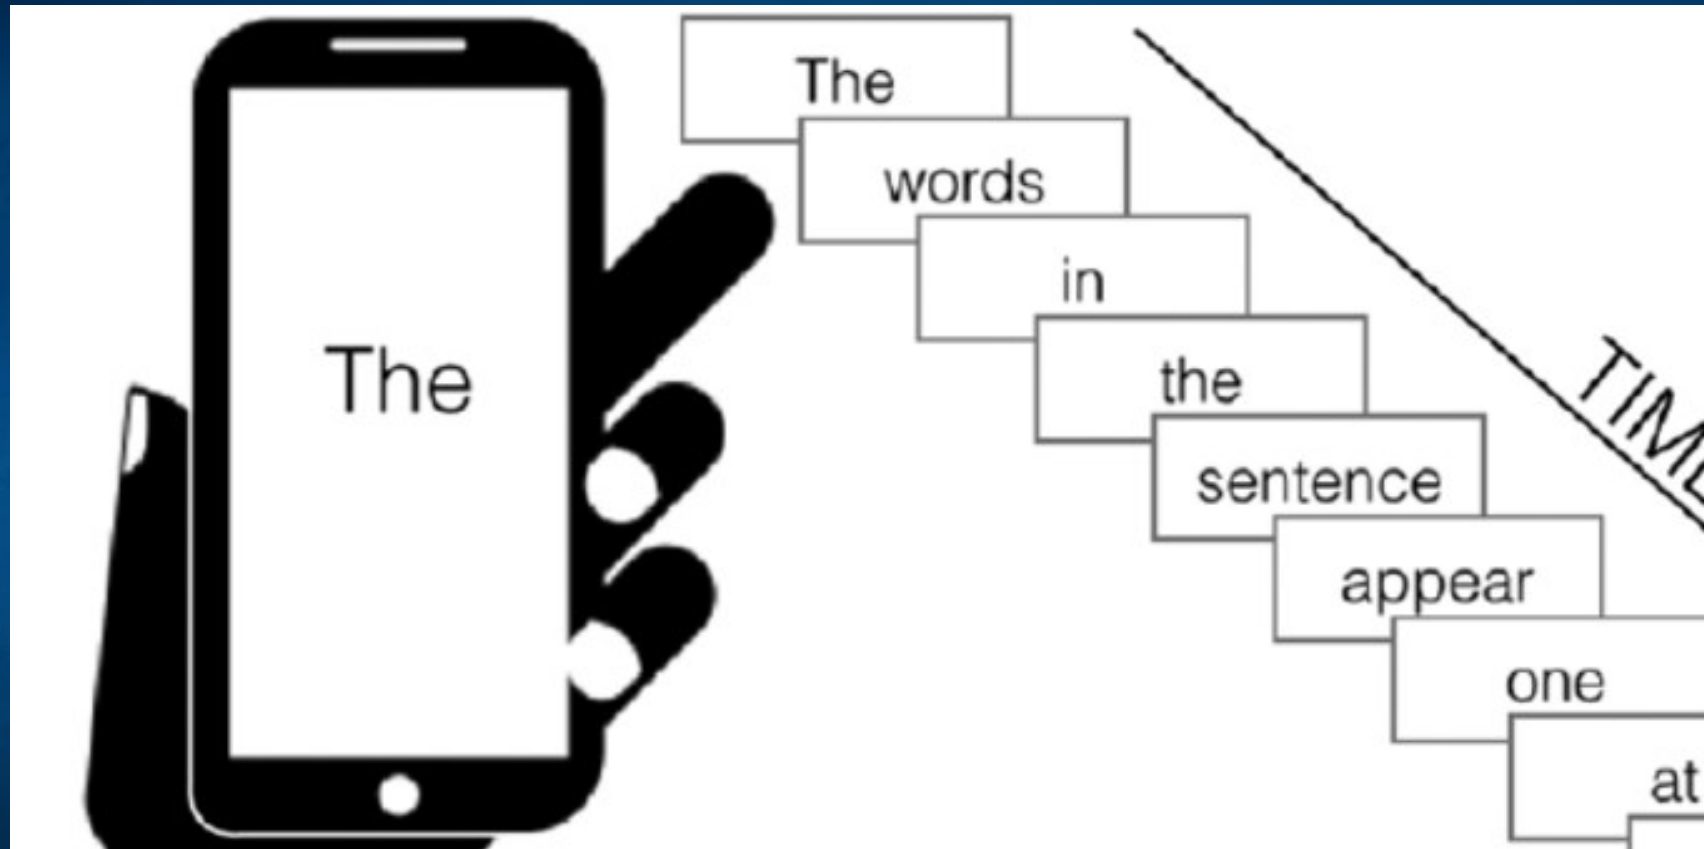 The
The
words
in
the
sentence
appear
one
at